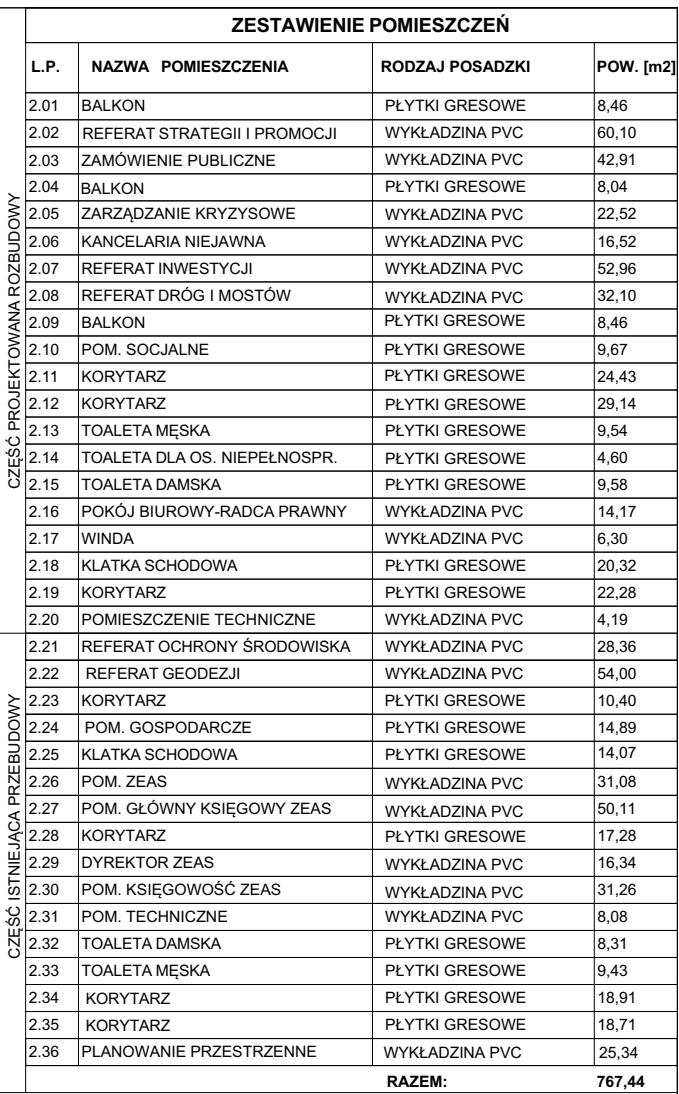 ZESTAWIENIE POMIESZCZEŃ
L.P. NAZWA POMIESZCZENIA RODZAJ POSADZKI POW. [m2]
CZĘŚĆ PROJEKTOWANA ROZBUDOWY
2.01 BALKON PŁYTKI GRESOWE 8,46
2.02 REFERAT STRATEGII I PROMOCJI WYKŁADZINA PVC 60,10
2.03 ZAMÓWIENIE PUBLICZNE WYKŁADZINA PVC 42,91
2.04 BALKON PŁYTKI GRESOWE 8,04
2.05 ZARZĄDZANIE KRYZYSOWE WYKŁADZINA PVC 22,52
2.06 KANCELARIA NIEJAWNA WYKŁADZINA PVC 16,52
2.07 REFERAT INWESTYCJI WYKŁADZINA PVC 52,96
2.08 REFERAT DRÓG I MOSTÓW WYKŁADZINA PVC 32,10
2.09 BALKON PŁYTKI GRESOWE 8,46
2.10 POM. SOCJALNE PŁYTKI GRESOWE 9,67
2.11 KORYTARZ PŁYTKI GRESOWE 24,43
2.12 KORYTARZ PŁYTKI GRESOWE 29,14
2.13 TOALETA MĘSKA PŁYTKI GRESOWE 9,54
2.14 TOALETA DLA OS. NIEPEŁNOSPR. PŁYTKI GRESOWE 4,60
2.15 TOALETA DAMSKA PŁYTKI GRESOWE 9,58
2.16 POKÓJ BIUROWY-RADCA PRAWNY WYKŁADZINA PVC 14,17
2.17 WINDA WYKŁADZINA PVC 6,30
2.18 KLATKA SCHODOWA PŁYTKI GRESOWE 20,32
2.19 KORYTARZ PŁYTKI GRESOWE 22,28
2.20 POMIESZCZENIE TECHNICZNE WYKŁADZINA PVC 4,19
CZĘŚĆ ISTNIEJĄCA PRZEBUDOWY
2.21 REFERAT OCHRONY ŚRODOWISKA WYKŁADZINA PVC 28,36
2.22 REFERAT GEODEZJI WYKŁADZINA PVC 54,00
2.23 KORYTARZ PŁYTKI GRESOWE 10,40
2.24 POM. GOSPODARCZE PŁYTKI GRESOWE 14,89
2.25 KLATKA SCHODOWA PŁYTKI GRESOWE 14,07
2.26 POM. ZEAS WYKŁADZINA PVC 31,08
2.27 POM. GŁÓWNY KSIĘGOWY ZEAS WYKŁADZINA PVC 50,11
2.28 KORYTARZ PŁYTKI GRESOWE 17,28
2.29 DYREKTOR ZEAS WYKŁADZINA PVC 16,34
2.30 POM. KSIĘGOWOŚĆ ZEAS WYKŁADZINA PVC 31,26
2.31 POM. TECHNICZNE WYKŁADZINA PVC 8,08
2.32 TOALETA DAMSKA PŁYTKI GRESOWE 8,31
2.33 TOALETA MĘSKA PŁYTKI GRESOWE 9,43
2.34 KORYTARZ PŁYTKI GRESOWE 18,91
2.35 KORYTARZ PŁYTKI GRESOWE 18,71
2.36 PLANOWANIE PRZESTRZENNE WYKŁADZINA PVC 25,34
RAZEM: 767,44